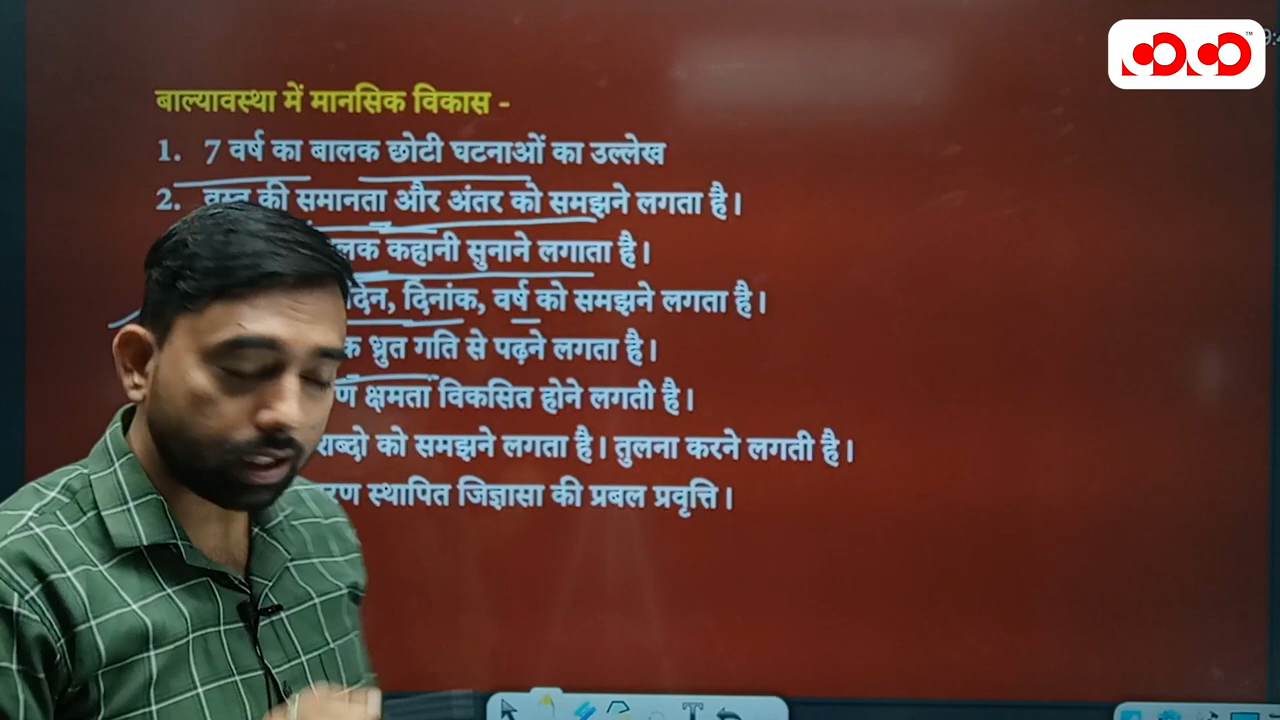 बाल्यावस्था में मानसिक विकास -
1. 7 वर्ष का बालक छोटी घटनाओं का उल्लेख
2. वस्तु की समानता और अंतर को समझने लगता है।
कहानी सुनाने लगाता है।
दिन, दिनांक, वर्ष को समझने लगता है।
ध्रुत गति से पढ़ने लगता है।
क्षमता विकसित होने लगती है।
को समझने लगता है। तुलना करने लगती है।
स्थापित जिज्ञासा की प्रबल प्रवृत्ति।